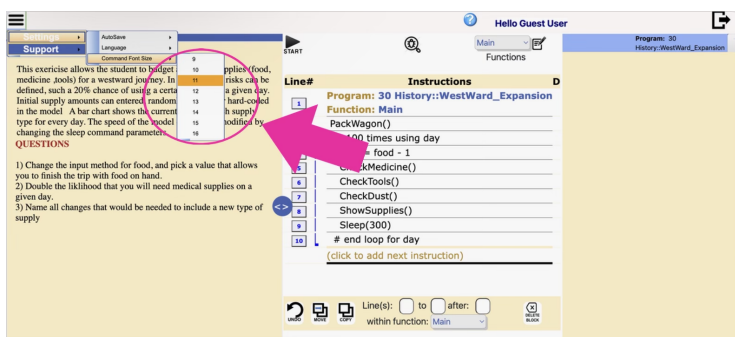 Hello Guest User
Settings
Support
AutoSave
Language
Command Font Size
9
10
11
12
13
14
15
16
This exericise allows the student to budget pplies (food,
medicine ,tools) for a westward journey. In risks can be
defined, such a 20% chance of using a certa a given day.
Initial supply amounts can entered random hard-coded
in the model A bar chart shows the current h supply
type for every day. The speed of the model odified by
changing the sleep command parameter
QUESTIONS
1) Change the input method for food, and pick a value that allows
you to finish the trip with food on hand.
2) Double the liklihood that you will need medical supplies on a
given day.
3) Name all changes that would be needed to include a new type of
supply
<>
START
Main
Functions
Line# Instructions D
1 Program: 30 History::WestWard_Expansion
Function: Main
PackWagon()
100 times using day
= food - 1
5 CheckMedicine()
6 CheckTools()
7 CheckDust()
8 ShowSupplies()
9 Sleep(300)
10 # end loop for day
(click to add next instruction)
UNDO MOVE COPY Line(s): to after:
within function: Main
DELETE
BLOCK
Program: 30
History::WestWard_Expansion